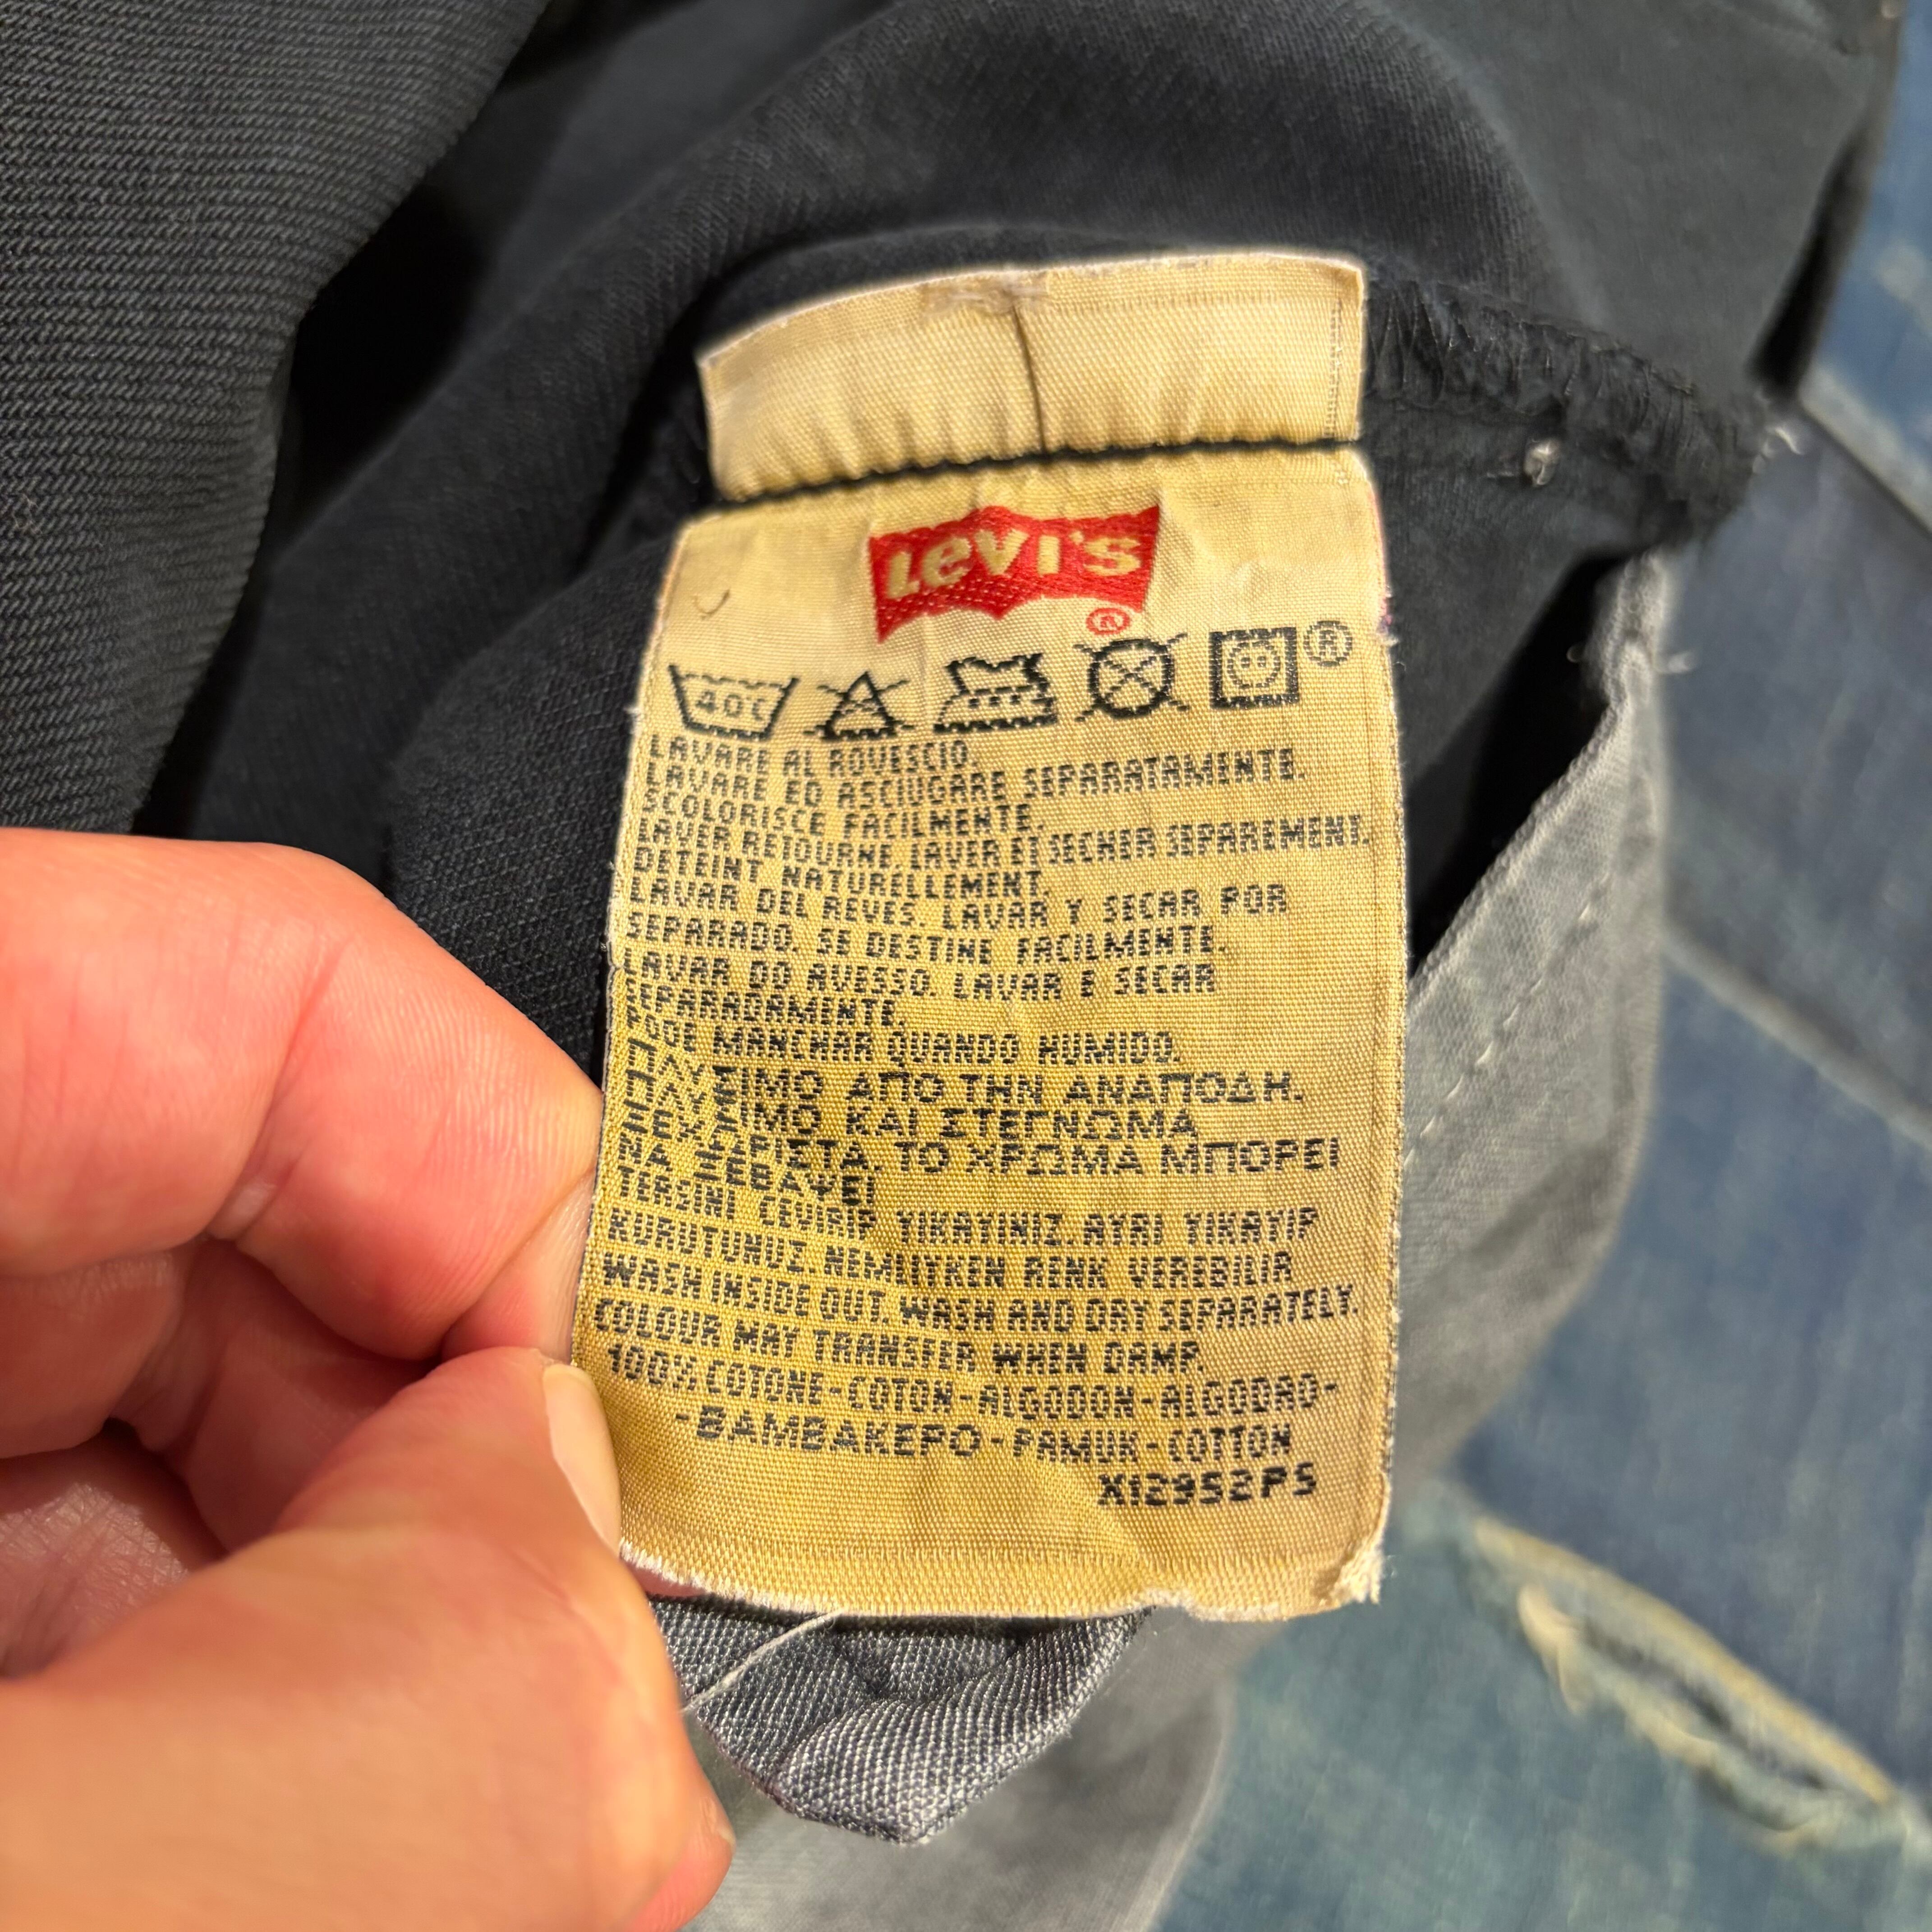 Levi's
®
40C
®
LAVARE AL ROVESCIO.
LAVARE ED ASCIUGARE SEPARATAMENTE.
SCOLORISCE FACILMENTE.
LAVER RETOURNE. LAVER ET SECHER SEPAREMENT.
DETEINT NATURELLEMENT.
LAVAR DEL REVES. LAVAR Y SECAR POR
SEPARADO. SE DESTINE FACILMENTE.
LAVAR DO AVESSO. LAVAR E SECAR
SEPARADAMENTE.
PODE MANCHAR QUANDO HUMIDO.
ΠΛΥΣΙΜΟ ΑΠΟ ΤΗΝ ΑΝΑΠΟΔΗ.
ΠΛΥΣΙΜΟ ΚΑΙ ΣΤΕΓΝΩΜΑ
ΞΕΧΩΡΙΣΤΑ. ΤΟ ΧΡΩΜΑ ΜΠΟΡΕΙ
ΝΑ ΞΕΒΑΨΕΙ
TERSINI CEVIRIP YIKAYINIZ. AYRI YIKAYIP
KURUTUNUZ. NEMLIYKEN RENK VEREBILIR
WASH INSIDE OUT. WASH AND DRY SEPARATELY.
COLOUR MAY TRANSFER WHEN DAMP.
100% COTONE-COTON-ALGODON-ALGODAO-
-ΒΑΜΒΑΚΕΡΟ-PAMUK-COTTON
X12952PS